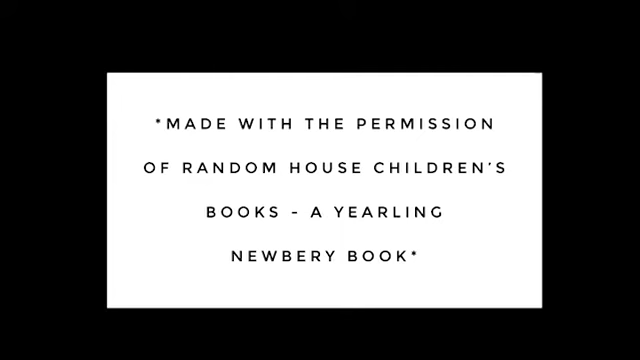 *MADE WITH THE PERMISSION
OF RANDOM HOUSE CHILDREN'S
BOOKS - A YEARLING
NEWBERY BOOK*